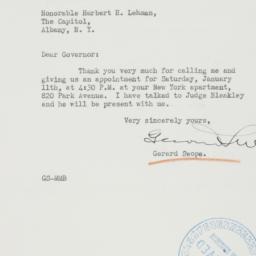 Honorable Herbert H. Lehman,
The Capitol,
Albany, N. Y.
Dear Governor:
Thank you very much for calling me and
giving us an appointment for Saturday, January
11th, at 4:30 P.M. at your New York apartment,
820 Park Avenue. I have talked to Judge Bleakley
and he will be present with me.
Very sincerely yours,
Gerard Swope.
GS-MMB